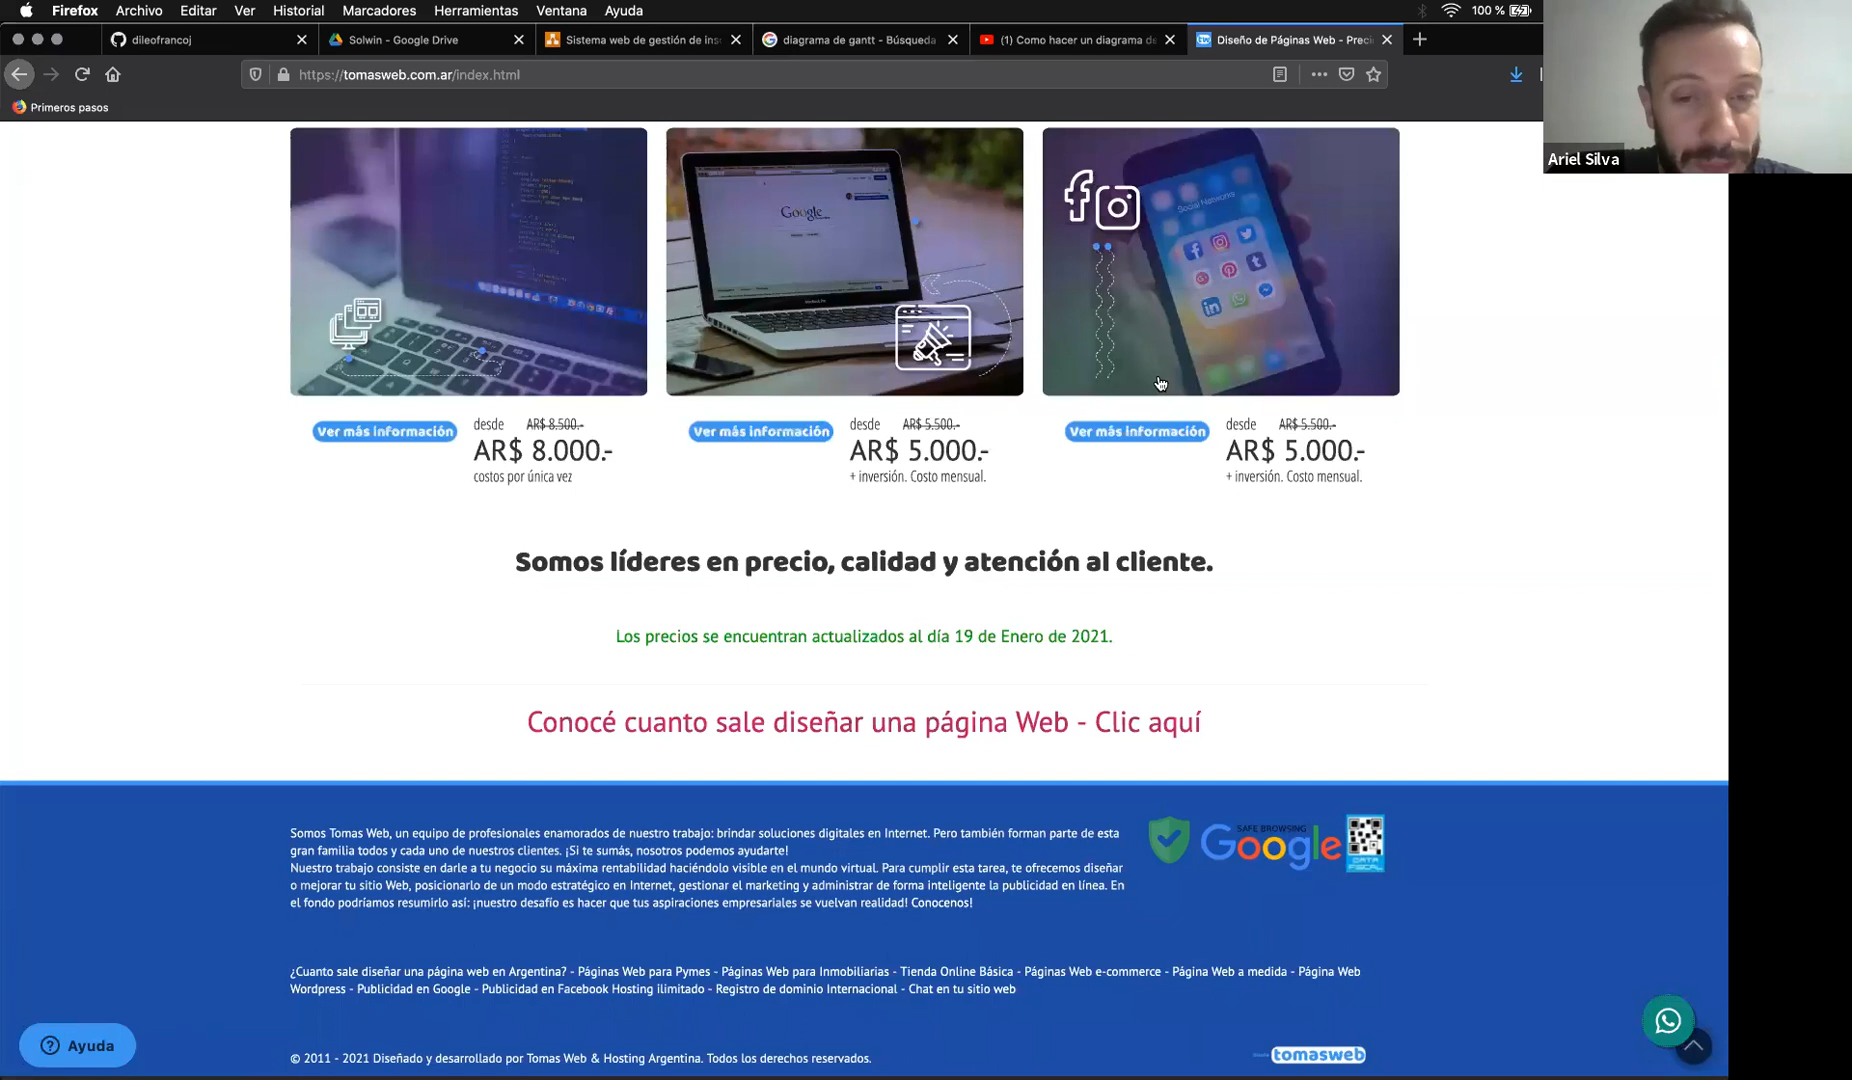 Firefox Archivo Editar Ver Historial Marcadores Herramientas Ventana Ayuda 100 %
dileofrancoj
Solwin - Google Drive
Sistema web de gestión de ins
diagrama de gantt - Búsqueda
(1) Como hacer un diagrama de
Diseño de Páginas Web - Preci
https://tomasweb.com.ar/index.html
Primeros pasos
Ariel Silva
Google
Social Networks
Ver más información
desde AR$ 8.500.-
AR$ 8.000.-
costos por única vez
Ver más información
desde AR$ 5.500.-
AR$ 5.000.-
+ inversión. Costo mensual.
Ver más información
desde AR$ 5.500.-
AR$ 5.000.-
+ inversión. Costo mensual.
Somos líderes en precio, calidad y atención al cliente.
Los precios se encuentran actualizados al día 19 de Enero de 2021.
Conocé cuanto sale diseñar una página Web - Clic aquí
Somos Tomas Web, un equipo de profesionales enamorados de nuestro trabajo: brindar soluciones digitales en Internet. Pero también forman parte de esta
gran familia todos y cada uno de nuestros clientes. ¡Si te sumás, nosotros podemos ayudarte!
Nuestro trabajo consiste en darle a tu negocio su máxima rentabilidad haciéndolo visible en el mundo virtual. Para cumplir esta tarea, te ofrecemos diseñar
o mejorar tu sitio Web, posicionarlo de un modo estratégico en Internet, gestionar el marketing y administrar de forma inteligente la publicidad en línea. En
el fondo podríamos resumirlo así: ¡nuestro desafío es hacer que tus aspiraciones empresariales se vuelvan realidad! Conocenos!
SAFE BROWSING
Google
DATA
FISCAL
¿Cuanto sale diseñar una página web en Argentina? - Páginas Web para Pymes - Páginas Web para Inmobiliarias - Tienda Online Básica - Páginas Web e-commerce - Página Web a medida - Página Web
Wordpress - Publicidad en Google - Publicidad en Facebook Hosting ilimitado - Registro de dominio Internacional - Chat en tu sitio web
Ayuda
© 2011 - 2021 Diseñado y desarrollado por Tomas Web & Hosting Argentina. Todos los derechos reservados.
tomasweb